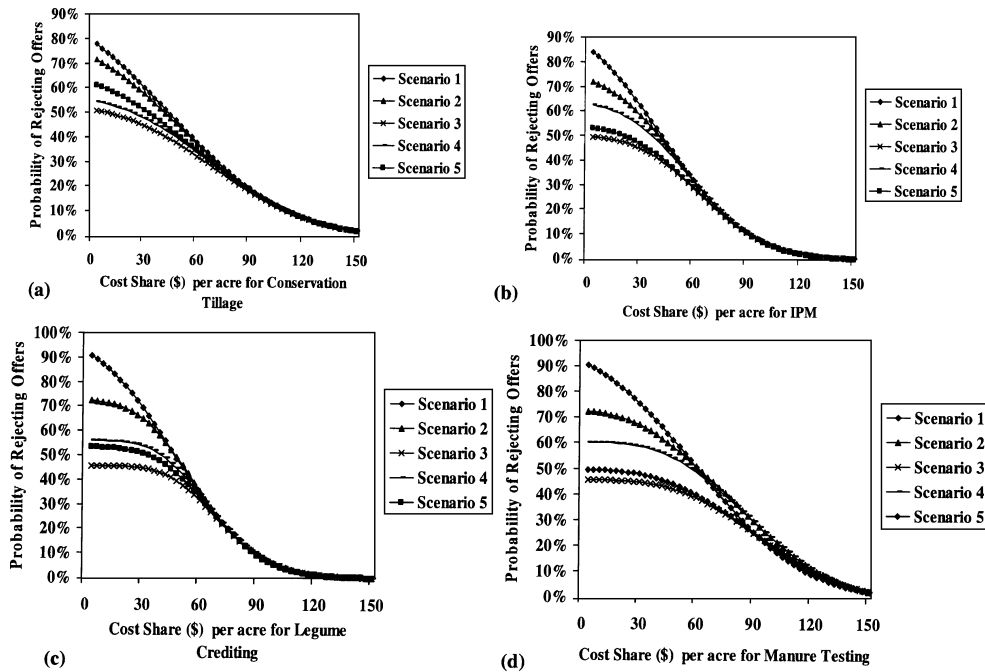 Probability of Rejecting Offers
90%
80%
70%
60%
50%
40%
30%
20%
10%
0%
0 30 60 90 120 150
Cost Share ($) per acre for Conservation
Tillage
(a)
Scenario 1
Scenario 2
Scenario 3
Scenario 4
Scenario 5
Probability of Rejecting Offers
90%
80%
70%
60%
50%
40%
30%
20%
10%
0%
0 30 60 90 120 150
Cost Share ($) per acre for IPM
(b)
Scenario 1
Scenario 2
Scenario 3
Scenario 4
Scenario 5
Probability of Rejecting Offers
100%
90%
80%
70%
60%
50%
40%
30%
20%
10%
0%
0 30 60 90 120 150
Cost Share ($) per acre for Legume
Crediting
(c)
Scenario 1
Scenario 2
Scenario 3
Scenario 4
Scenario 5
Probability of Rejecting Offers
100%
90%
80%
70%
60%
50%
40%
30%
20%
10%
0%
0 30 60 90 120 150
Cost Share ($) per acre for Manure Testing
(d)
Scenario 1
Scenario 2
Scenario 3
Scenario 4
Scenario 5